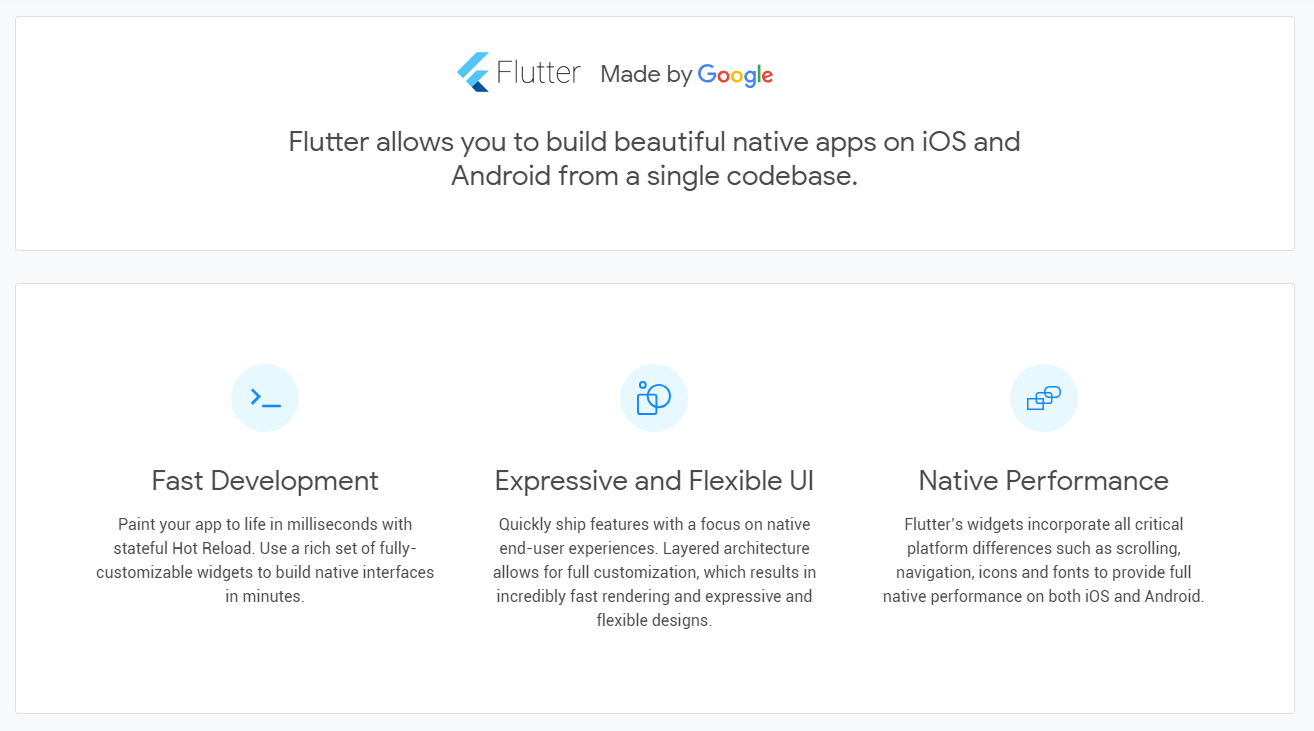 Flutter Made by Google
Flutter allows you to build beautiful native apps on iOS and
Android from a single codebase.
Fast Development
Paint your app to life in milliseconds with
stateful Hot Reload. Use a rich set of fully-
customizable widgets to build native interfaces
in minutes.
Expressive and Flexible UI
Quickly ship features with a focus on native
end-user experiences. Layered architecture
allows for full customization, which results in
incredibly fast rendering and expressive and
flexible designs.
Native Performance
Flutter's widgets incorporate all critical
platform differences such as scrolling,
navigation, icons and fonts to provide full
native performance on both iOS and Android.